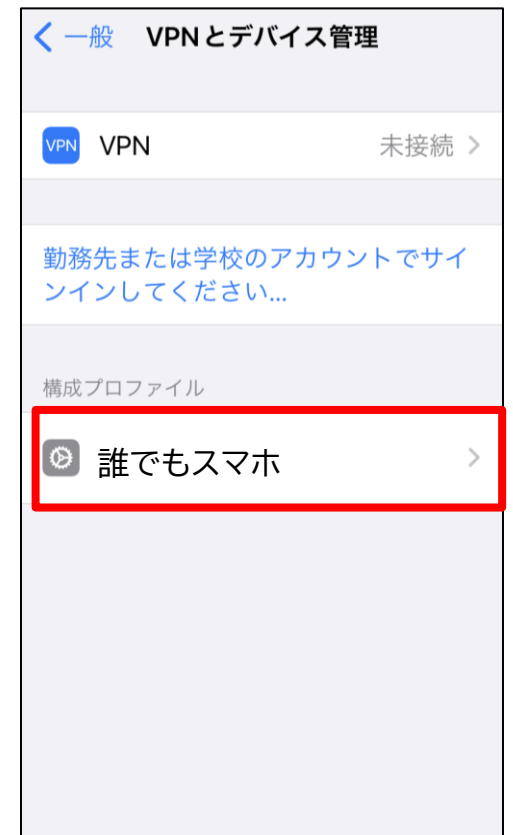 一般 VPNとデバイス管理
VPN VPN 未接続
勤務先または学校のアカウントでサイ
ンインしてください...
構成プロファイル
誰でもスマホ